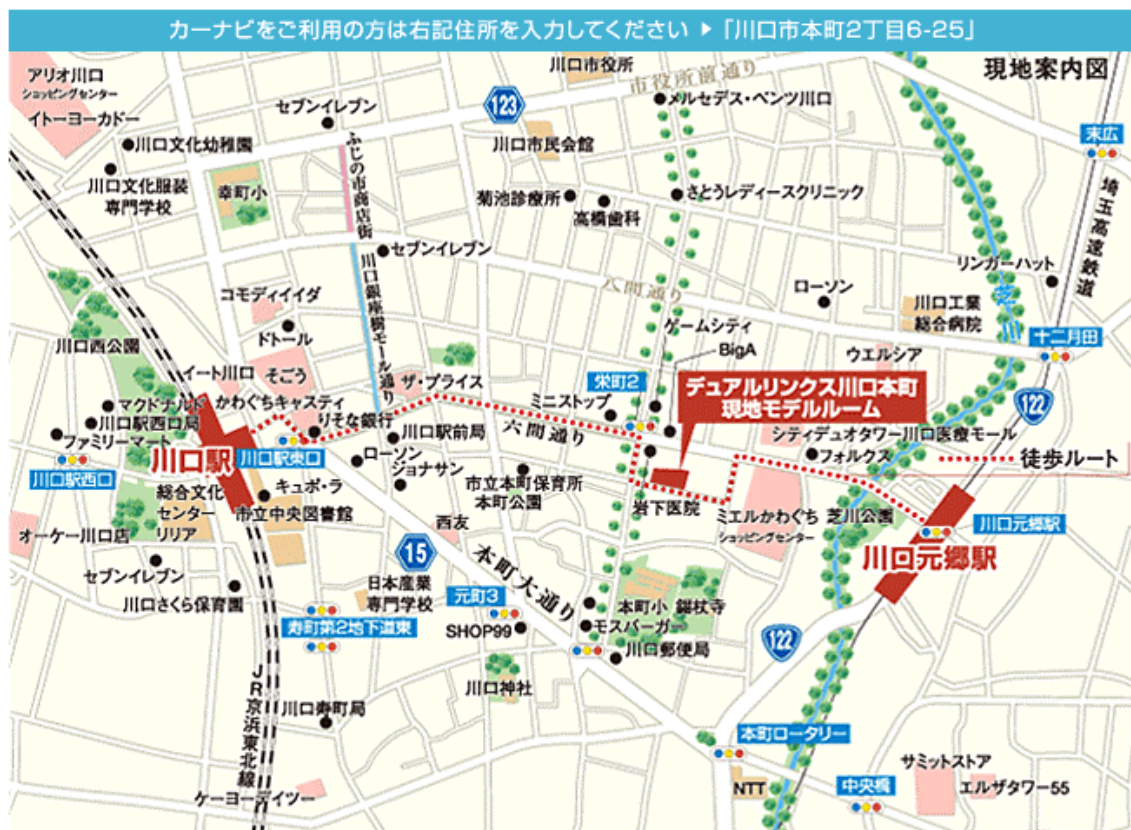 カーナビをご利用の方は右記住所を入力してください ▶「川口市本町2丁目6-25」
現地案内図
アリオ川口
ショッピングセンター
イトーヨーカドー
川口市役所
市役所前通り
メルセデス・ベンツ川口
セブンイレブン
123
川口文化幼稚園
川口市民会館
末広
川口文化服装
専門学校
幸町小
ふじの市商店街
菊池診療所
高橋歯科
さとうレディースクリニック
埼玉高速鉄道
セブンイレブン
リンガーハット
川口銀座樹モール通り
八間通り
ローソン
川口工業
総合病院
芝川
コモディイイダ
ドトール
川口西公園
ゲームシティ
BigA
ウエルシア
十二月田
イート川口
そごう
ザ・プライス
栄町2
デュアルリンクス川口本町
現地モデルルーム
122
マクドナルド
かわぐちキャスティ
りそな銀行
ミニストップ
川口駅西口局
ファミリーマート
川口駅
川口駅東口
川口駅前局
六間通り
シティデュオタワー川口医療モール
フォルクス
徒歩ルート
川口駅西口
ローソン
ジョナサン
総合文化
センター
リリア
キュポ・ラ
市立中央図書館
市立本町保育所
本町公園
岩下医院
ミエルかわぐち
ショッピングセンター
芝川公園
川口元郷駅
川口元郷駅
オーケー川口店
西友
15
本町大通り
セブンイレブン
川口さくら保育園
日本産業
専門学校
元町3
SHOP99
本町小
錫杖寺
モスバーガー
川口郵便局
寿町第2地下道東
122
川口神社
JR京浜東北線
川口寿町局
本町ロータリー
サミットストア
エルザタワー55
ケーヨーデイツー
NTT
中央橋